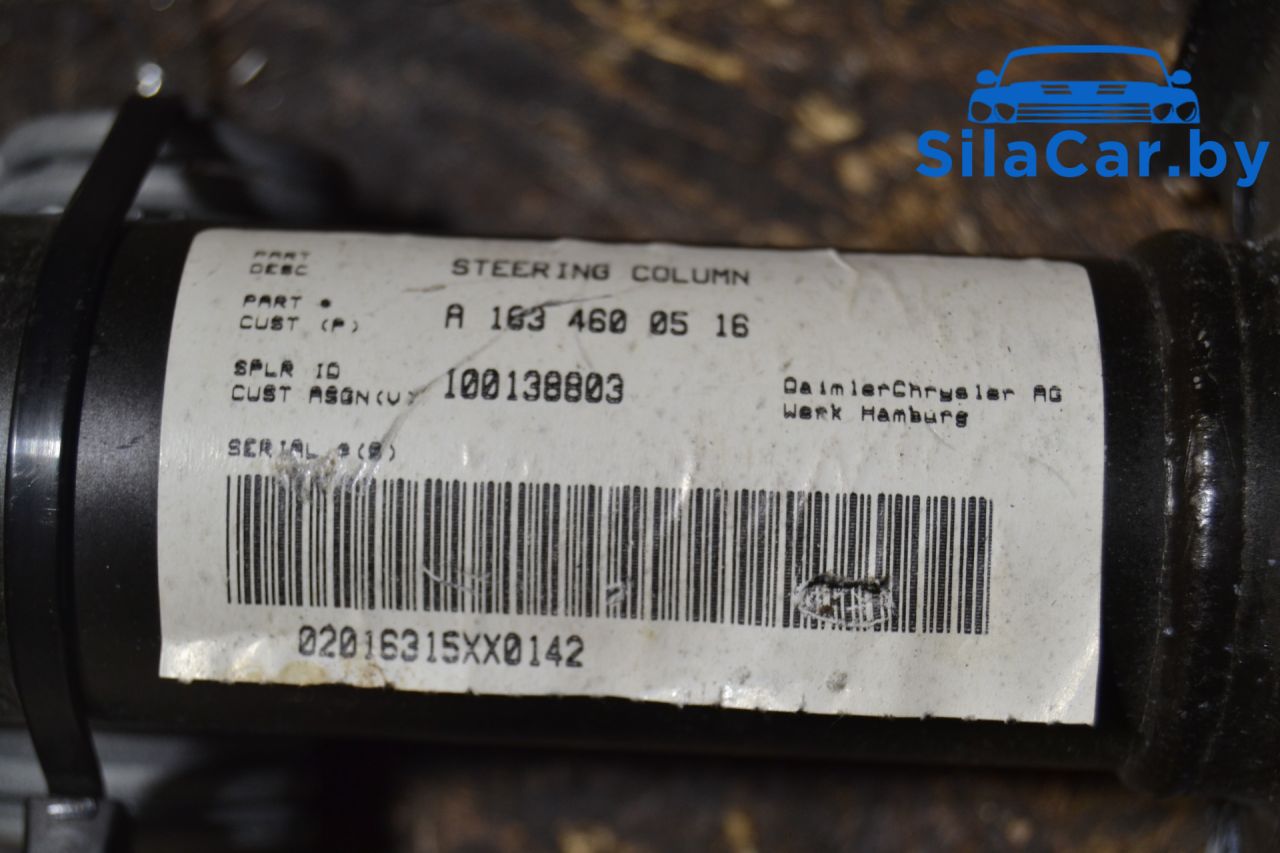 SilaCar.by
PART
DESC
STEERING COLUMN
PART #
CUST (P)
A 163 460 05 16
SPLR ID
CUST ASGN(V)
100138803
DaimlerChrysler AG
Werk Hamburg
SERIAL #(S)
02016315XX0142